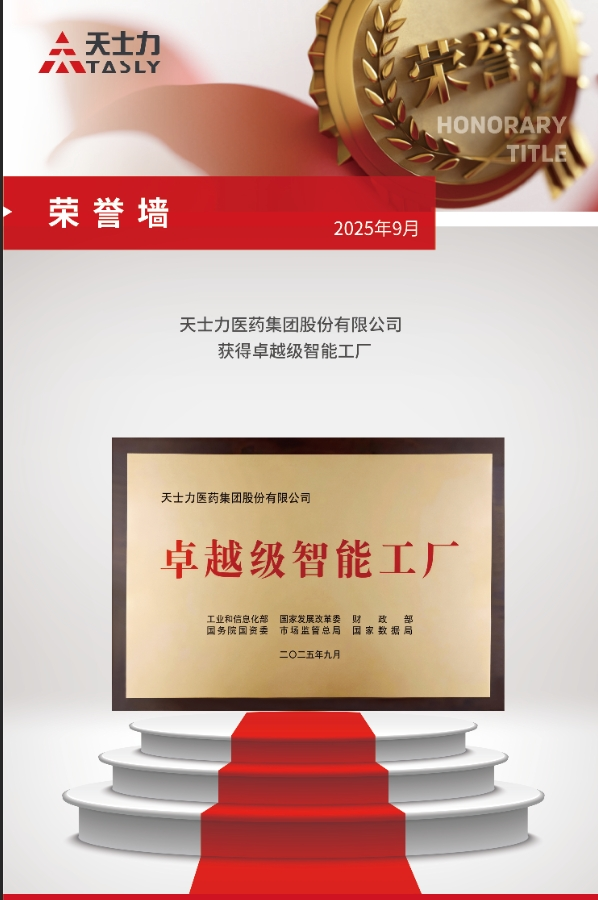 天士力
TASLY
荣誉
HONORARY
TITLE
荣誉墙
2025年9月
天士力医药集团股份有限公司
获得卓越级智能工厂
天士力医药集团股份有限公司
卓越级智能工厂
工业和信息化部 国家发展改革委 财政部
国务院国资委 市场监管总局 国家数据局
二〇二五年九月